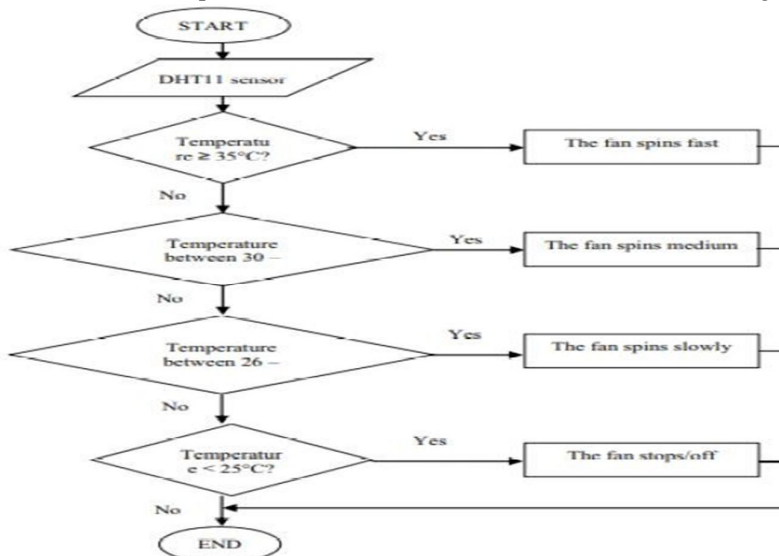 START
DHT11 sensor
Temperatu
re ≥ 35°C?
Yes
The fan spins fast
No
Temperature
between 30 –
Yes
The fan spins medium
No
Temperature
between 26 –
Yes
The fan spins slowly
No
Temperatur
e < 25°C?
Yes
The fan stops/off
No
END